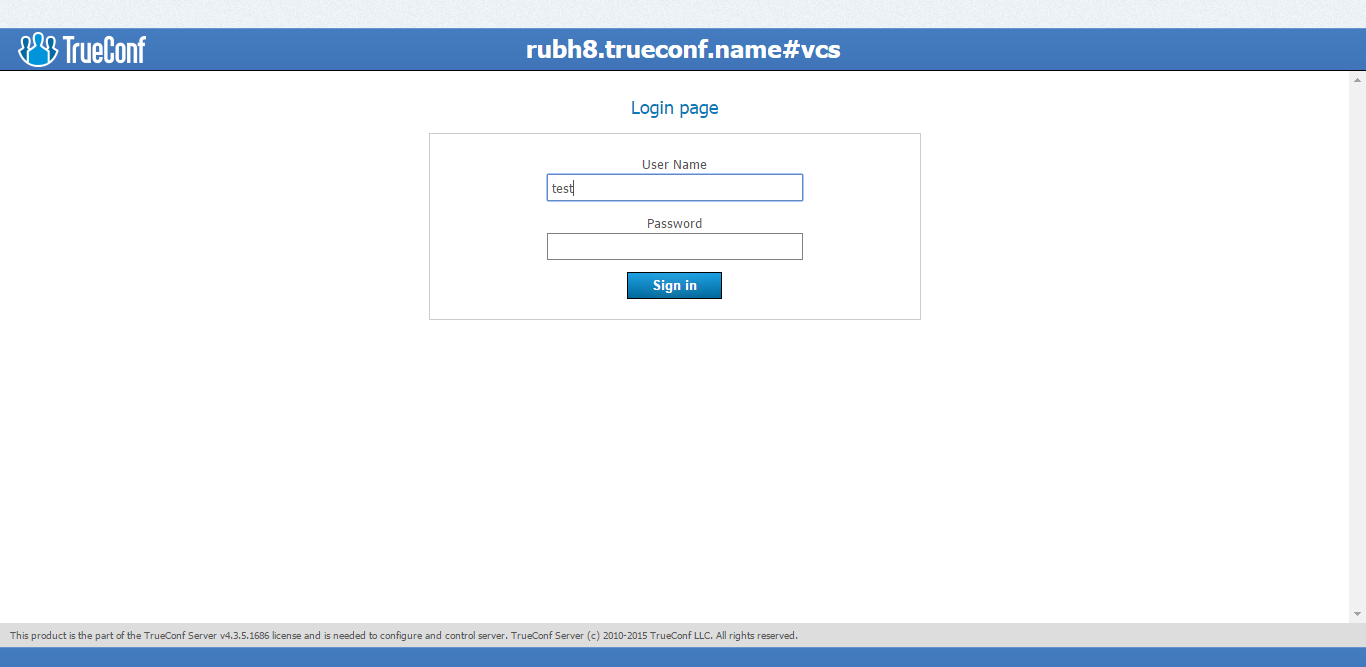 TrueConf
rubh8.trueconf.name#vcs
Login page
User Name
test
Password
Sign in
This product is the part of the TrueConf Server v4.3.5.1686 license and is needed to configure and control server. TrueConf Server (c) 2010-2015 TrueConf LLC. All rights reserved.